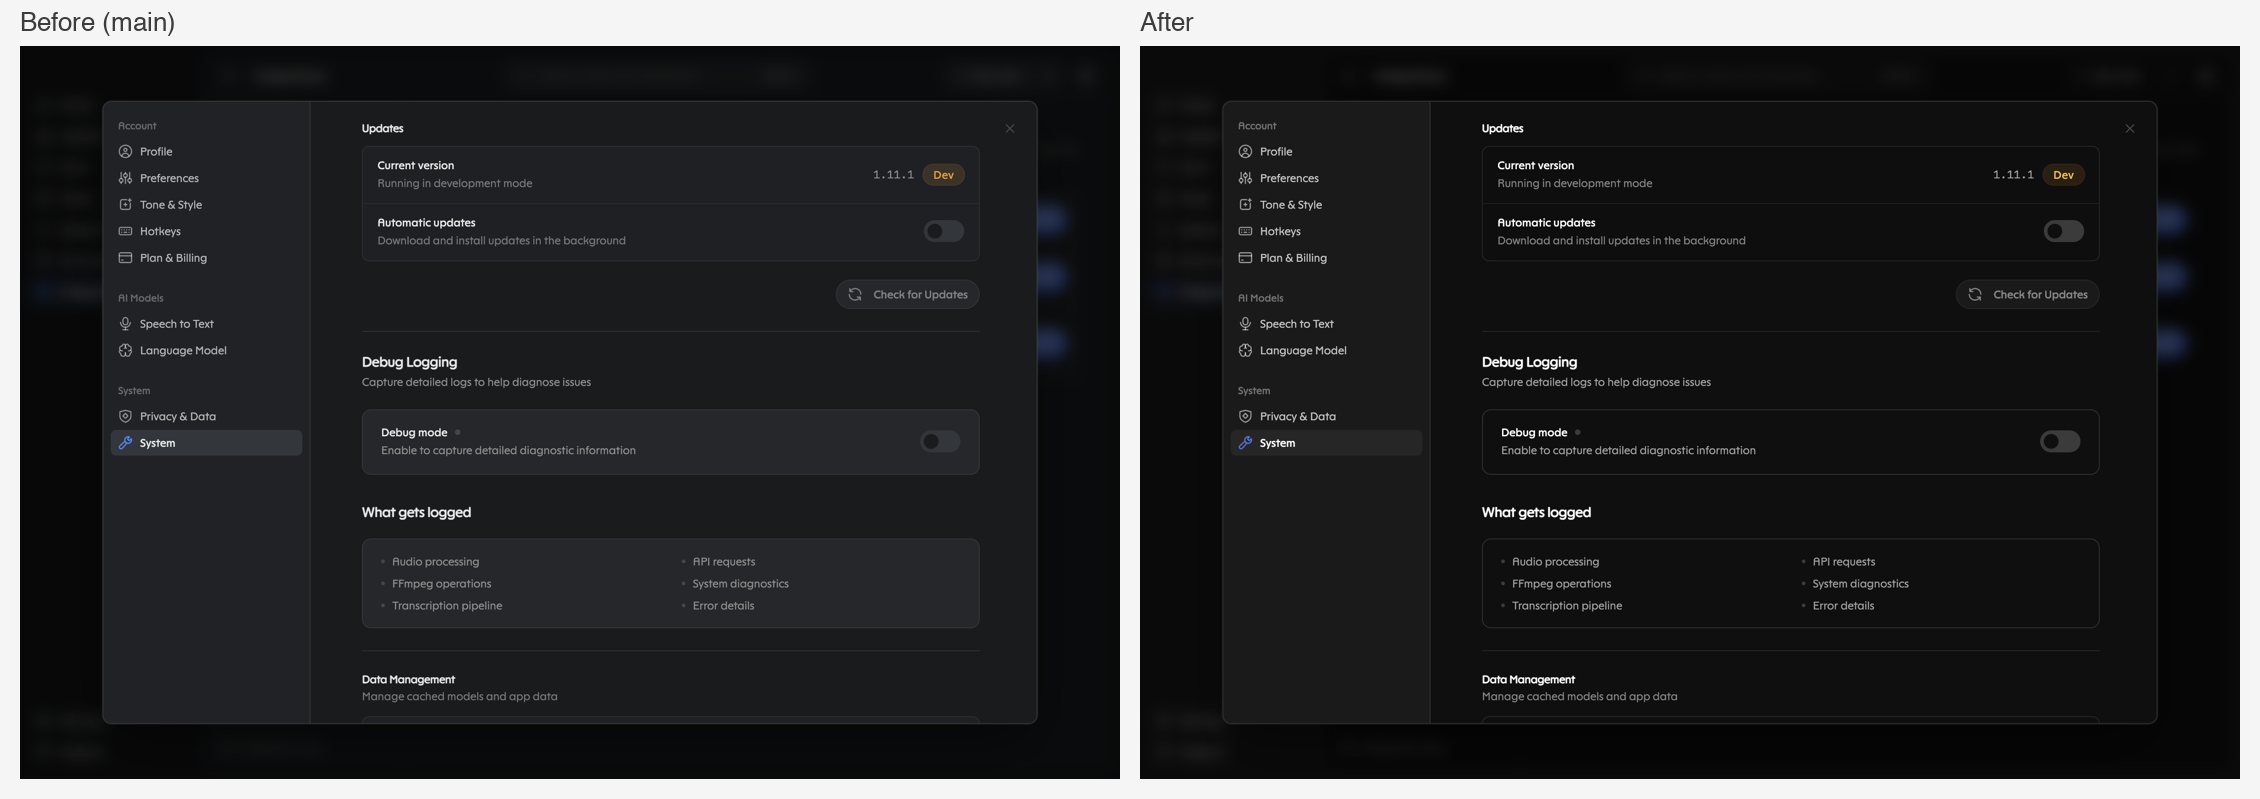 Before (main)
Account
Profile
Preferences
Tone & Style
Hotkeys
Plan & Billing
AI Models
Speech to Text
Language Model
System
Privacy & Data
System
Updates
Current version
Running in development mode
1.11.1 Dev
Automatic updates
Download and install updates in the background
Check for Updates
Debug Logging
Capture detailed logs to help diagnose issues
Debug mode
Enable to capture detailed diagnostic information
What gets logged
Audio processing
API requests
FFmpeg operations
System diagnostics
Transcription pipeline
Error details
Data Management
Manage cached models and app data
After
Account
Profile
Preferences
Tone & Style
Hotkeys
Plan & Billing
AI Models
Speech to Text
Language Model
System
Privacy & Data
System
Updates
Current version
Running in development mode
1.11.1 Dev
Automatic updates
Download and install updates in the background
Check for Updates
Debug Logging
Capture detailed logs to help diagnose issues
Debug mode
Enable to capture detailed diagnostic information
What gets logged
Audio processing
API requests
FFmpeg operations
System diagnostics
Transcription pipeline
Error details
Data Management
Manage cached models and app data